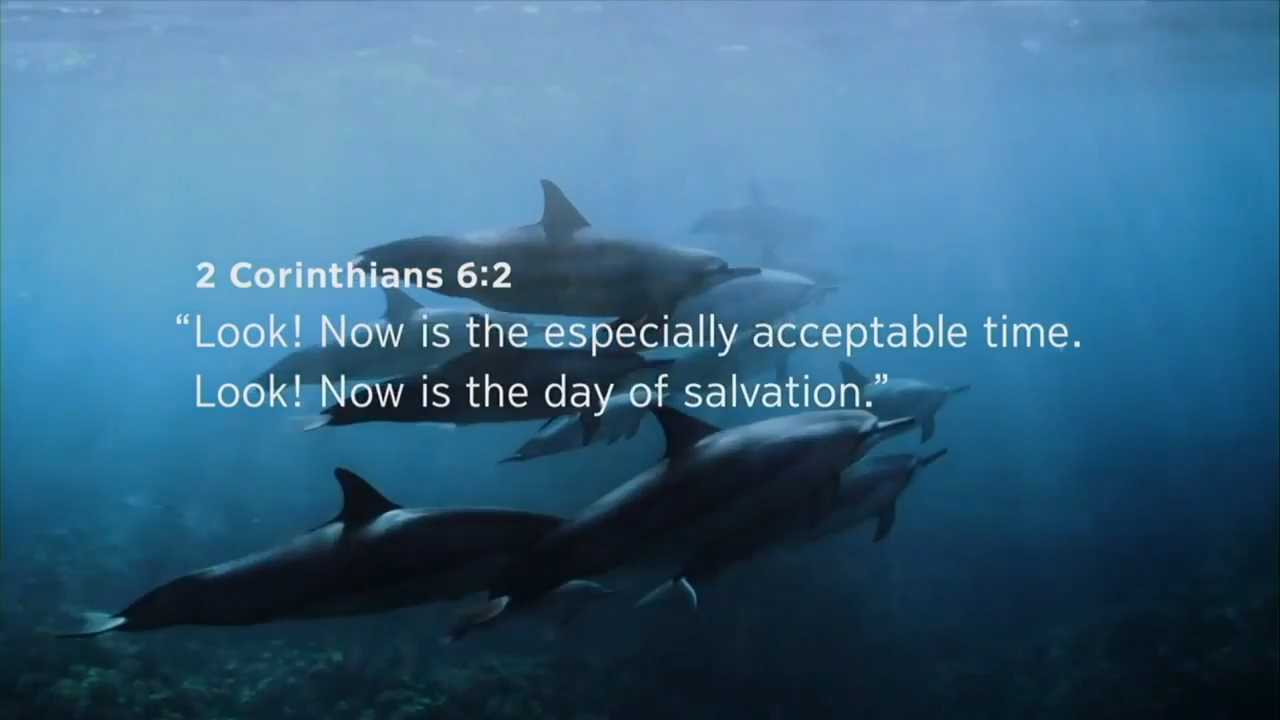 2 Corinthians 6:2
“Look! Now is the especially acceptable time.
Look! Now is the day of salvation.”